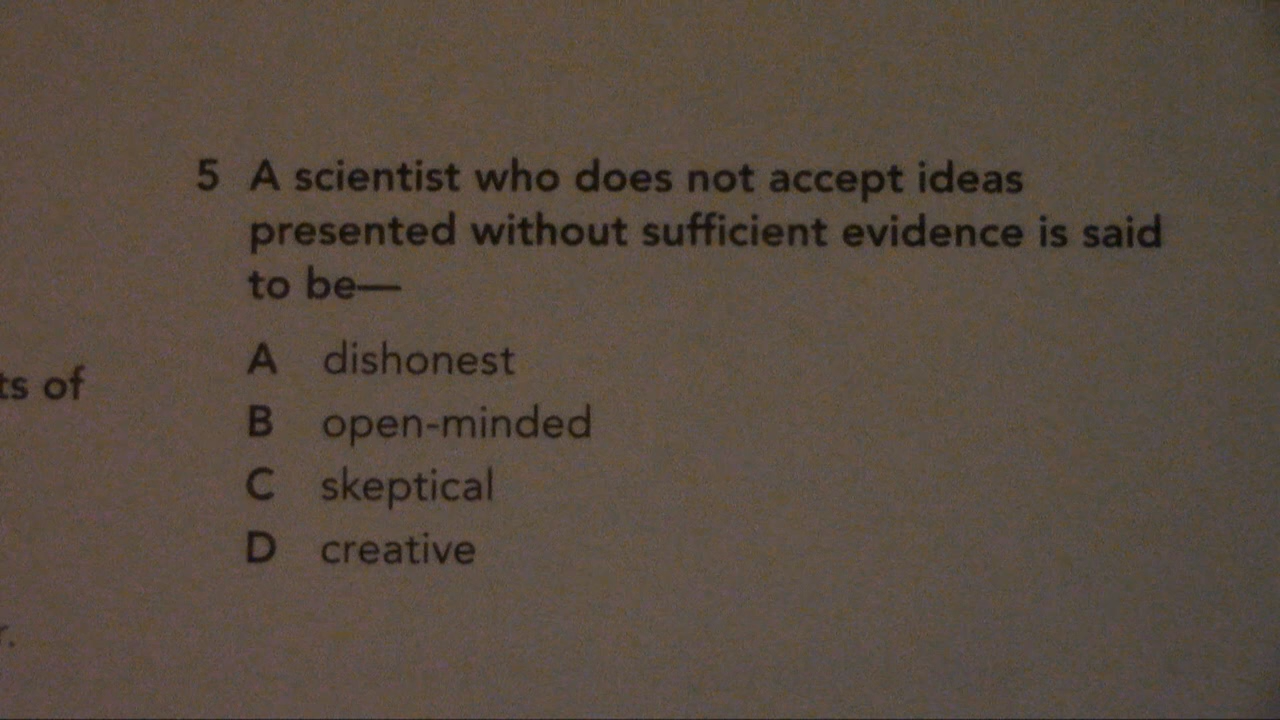 5 A scientist who does not accept ideas
presented without sufficient evidence is said
to be—
A dishonest
ts of
B open-minded
C skeptical
D creative
r.